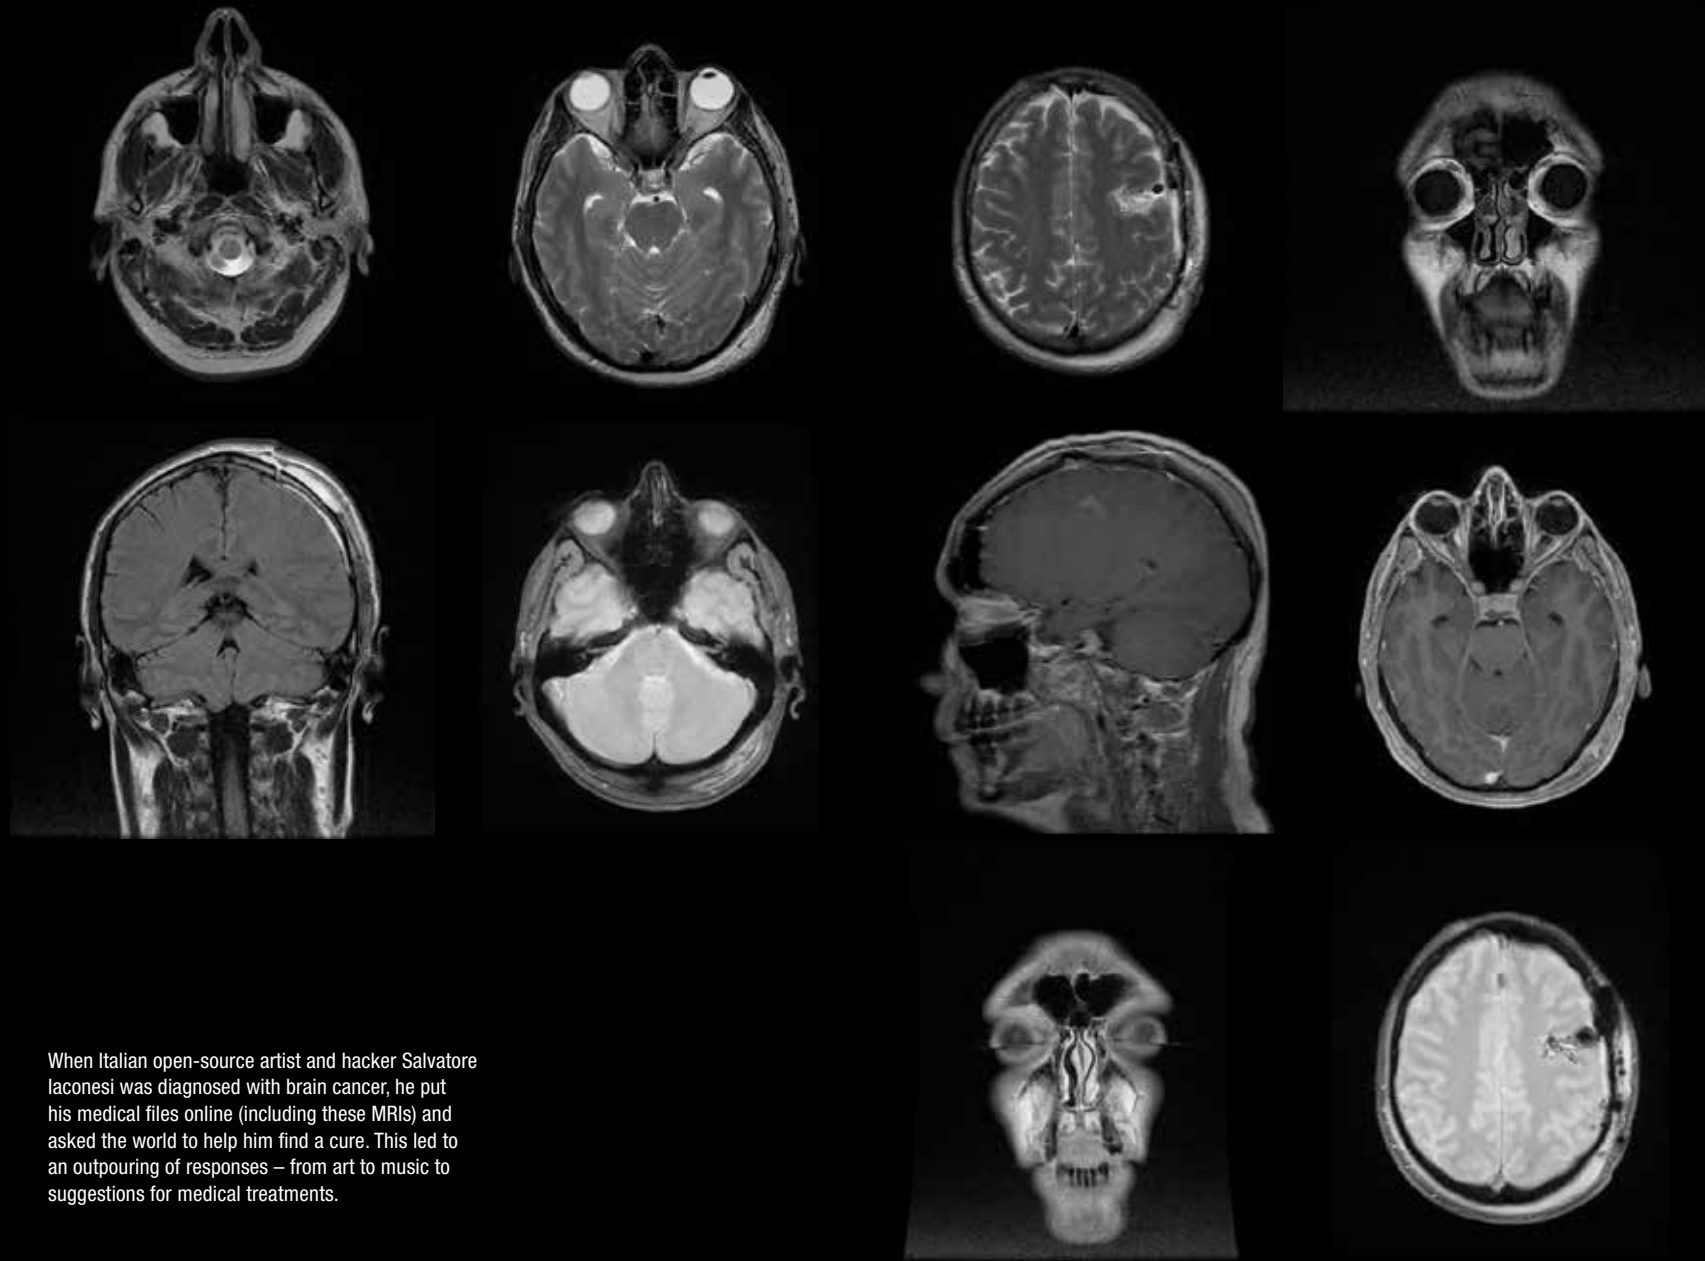 When Italian open-source artist and hacker Salvatore
Iaconesi was diagnosed with brain cancer, he put
his medical files online (including these MRIs) and
asked the world to help him find a cure. This led to
an outpouring of responses – from art to music to
suggestions for medical treatments.